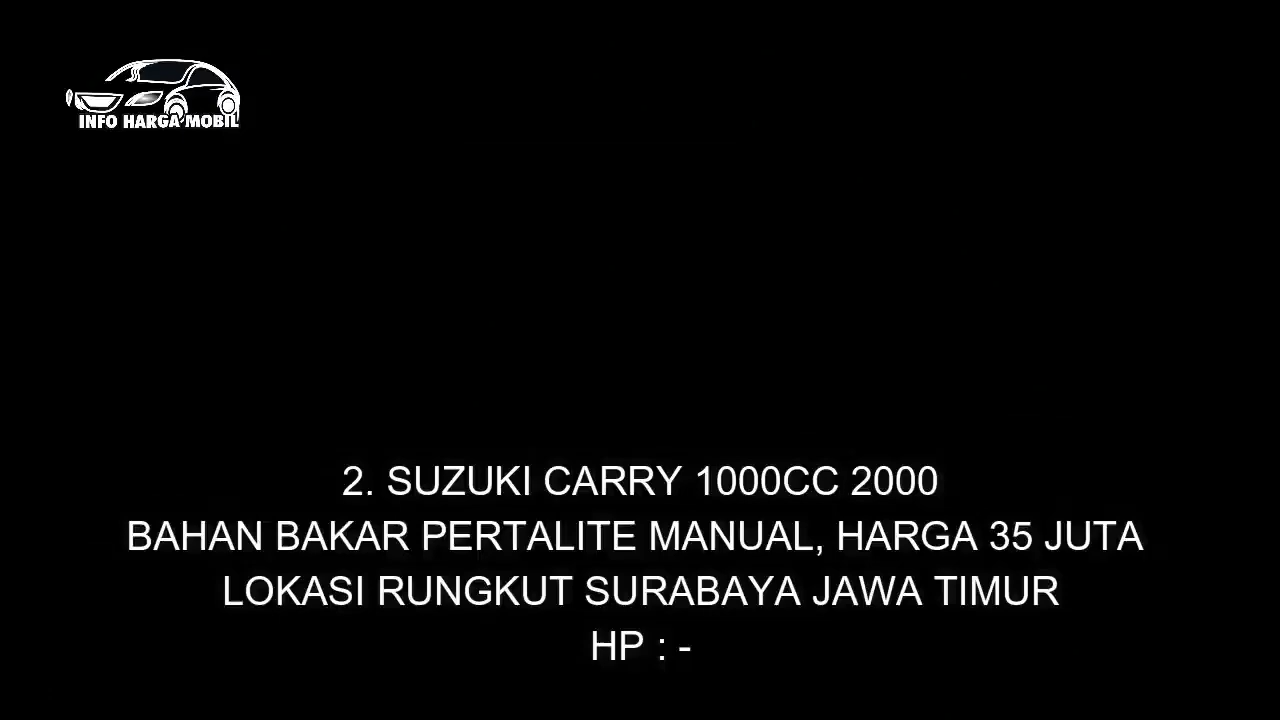 INFO HARGA MOBIL
2. SUZUKI CARRY 1000CC 2000
BAHAN BAKAR PERTALITE MANUAL, HARGA 35 JUTA
LOKASI RUNGKUT SURABAYA JAWA TIMUR
HP : -